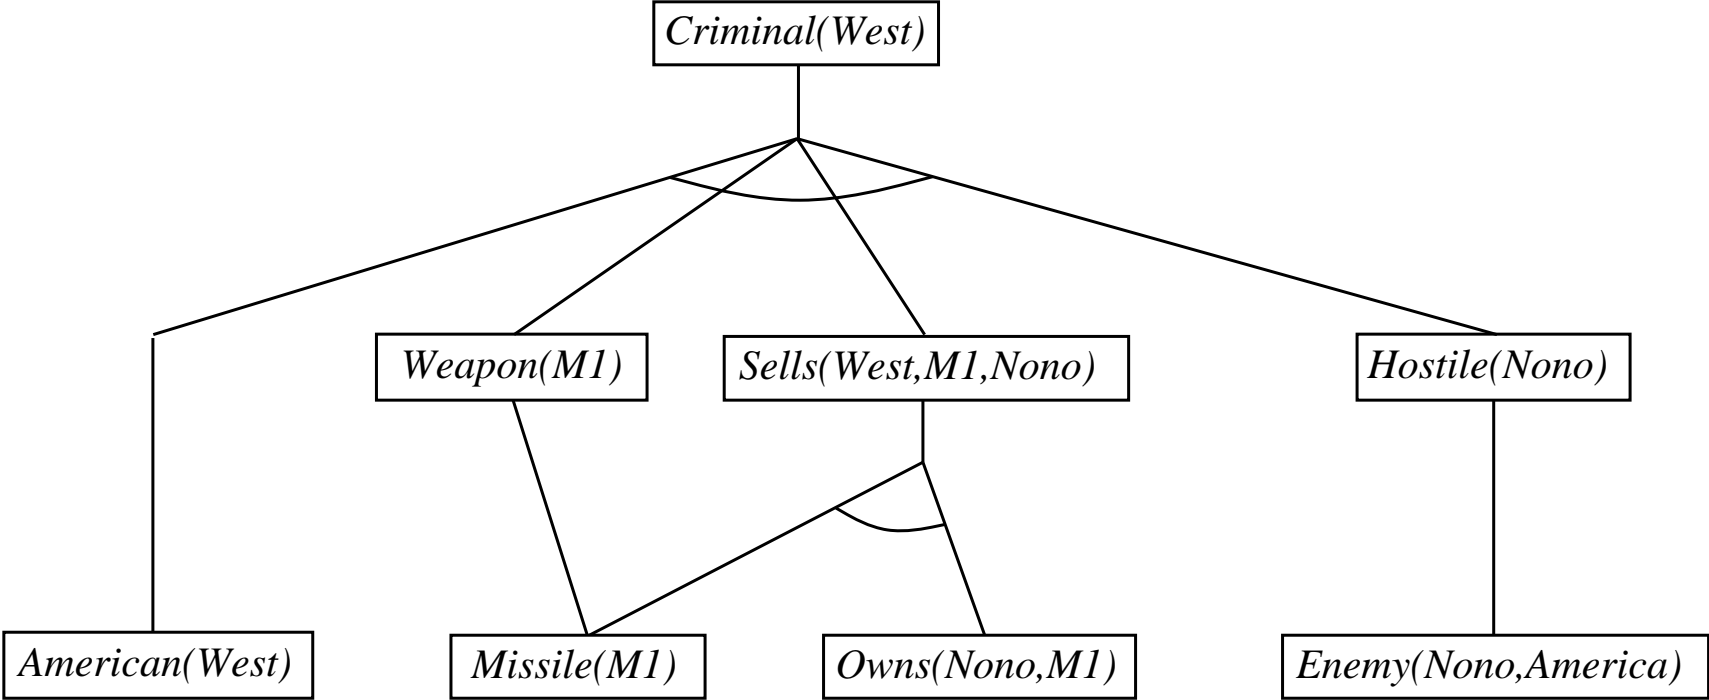 Criminal(West)
Weapon(M1)
Sells(West,M1,Nono)
Hostile(Nono)
American(West)
Missile(M1)
Owns(Nono,M1)
Enemy(Nono,America)